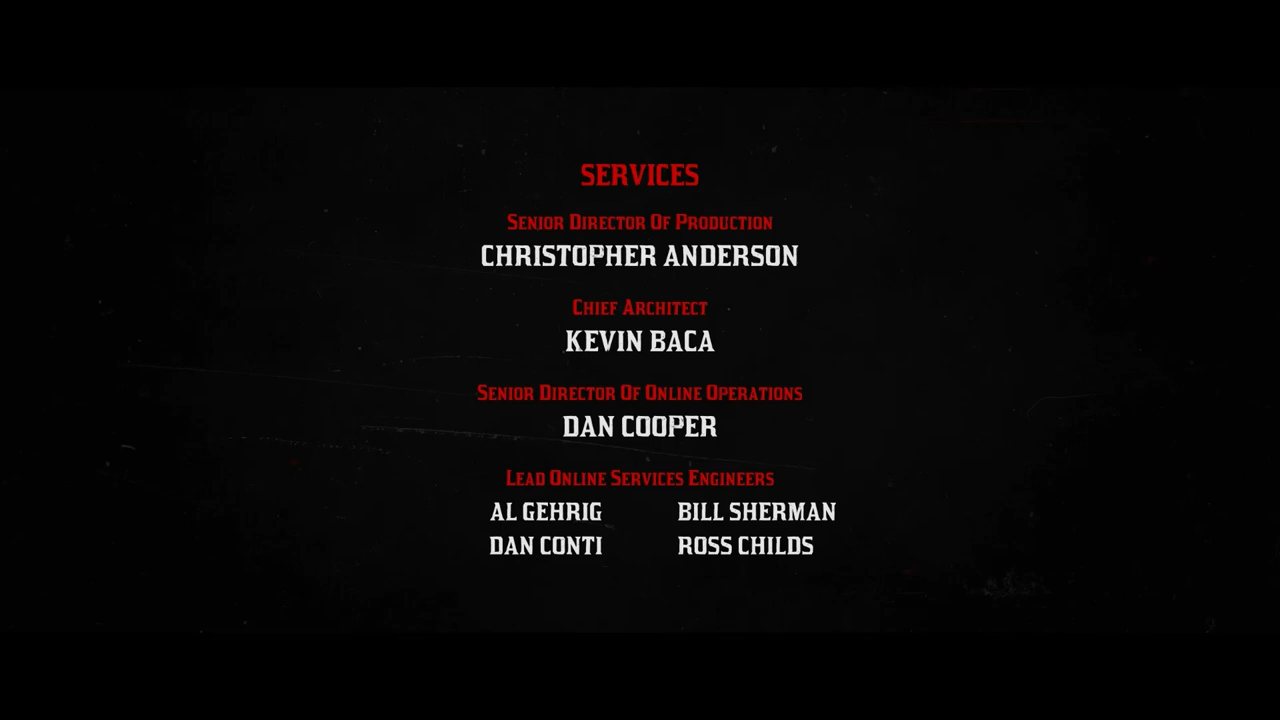 SERVICES
Senior Director Of Production
CHRISTOPHER ANDERSON
Chief Architect
KEVIN BACA
Senior Director Of Online Operations
DAN COOPER
Lead Online Services Engineers
AL GEHRIG BILL SHERMAN
DAN CONTI ROSS CHILDS